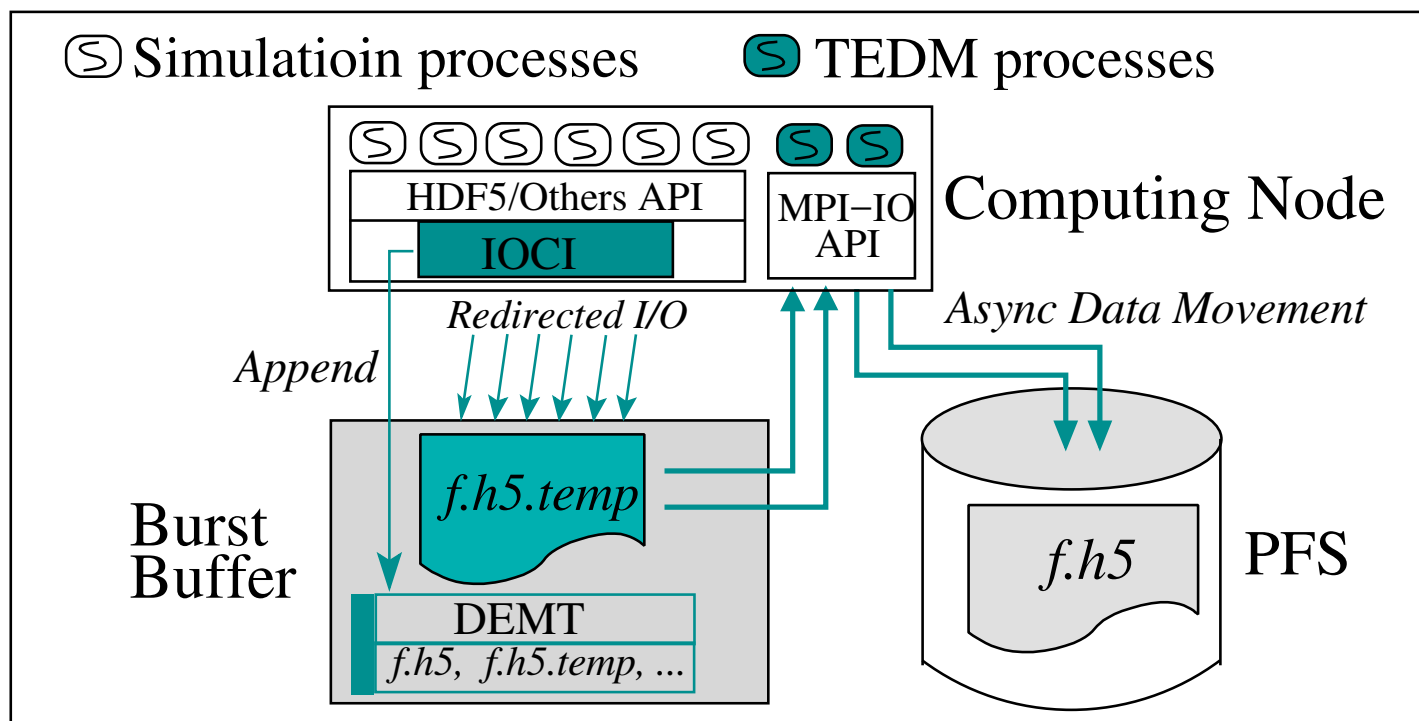 Simulatioin processes
TEDM processes
HDF5/Others API
IOCI
MPI−IO
API
Computing Node
Redirected I/O
Async Data Movement
Append
f.h5.temp
Burst
Buffer
DEMT
f.h5, f.h5.temp, ...
f.h5
PFS